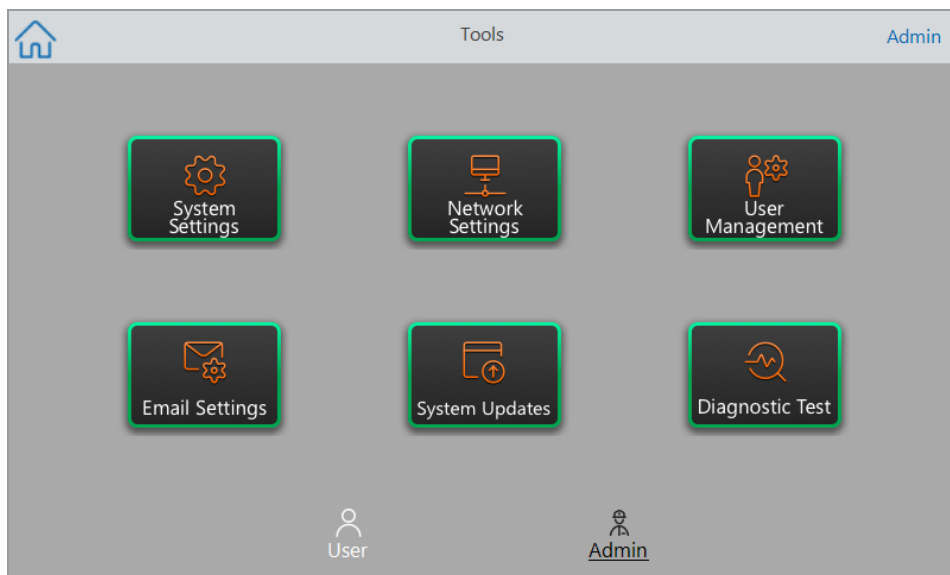 Tools
Admin
System
Settings
Network
Settings
User
Management
Email Settings
System Updates
Diagnostic Test
User
Admin